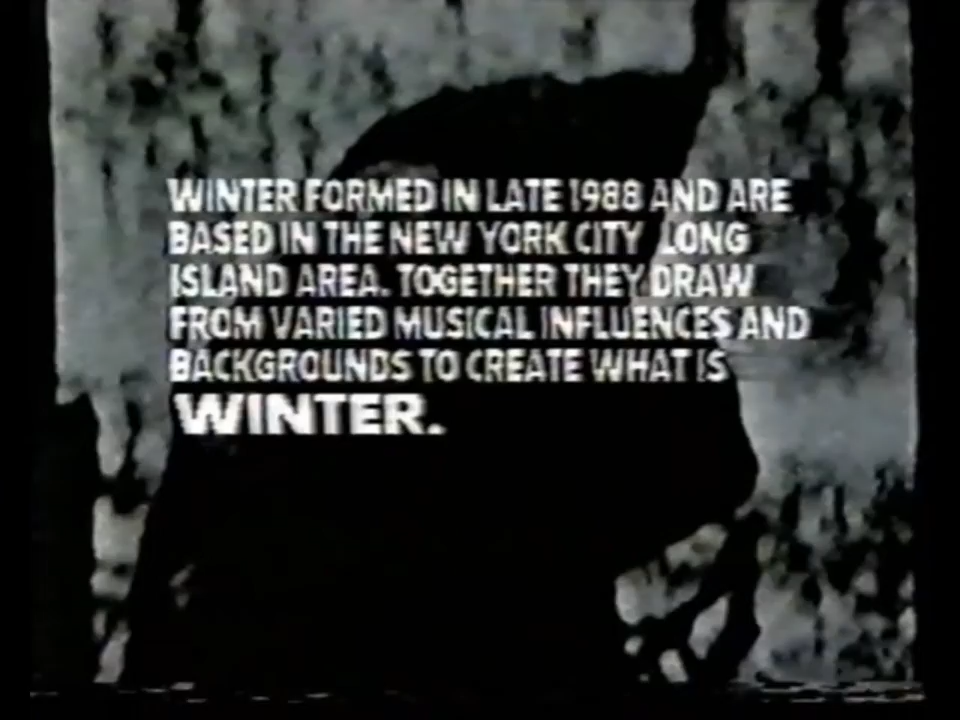 WINTER FORMED IN LATE 1988 AND ARE
BASED IN THE NEW YORK CITY LONG
ISLAND AREA. TOGETHER THEY DRAW
FROM VARIED MUSICAL INFLUENCES AND
BACKGROUNDS TO CREATE WHAT IS
WINTER.